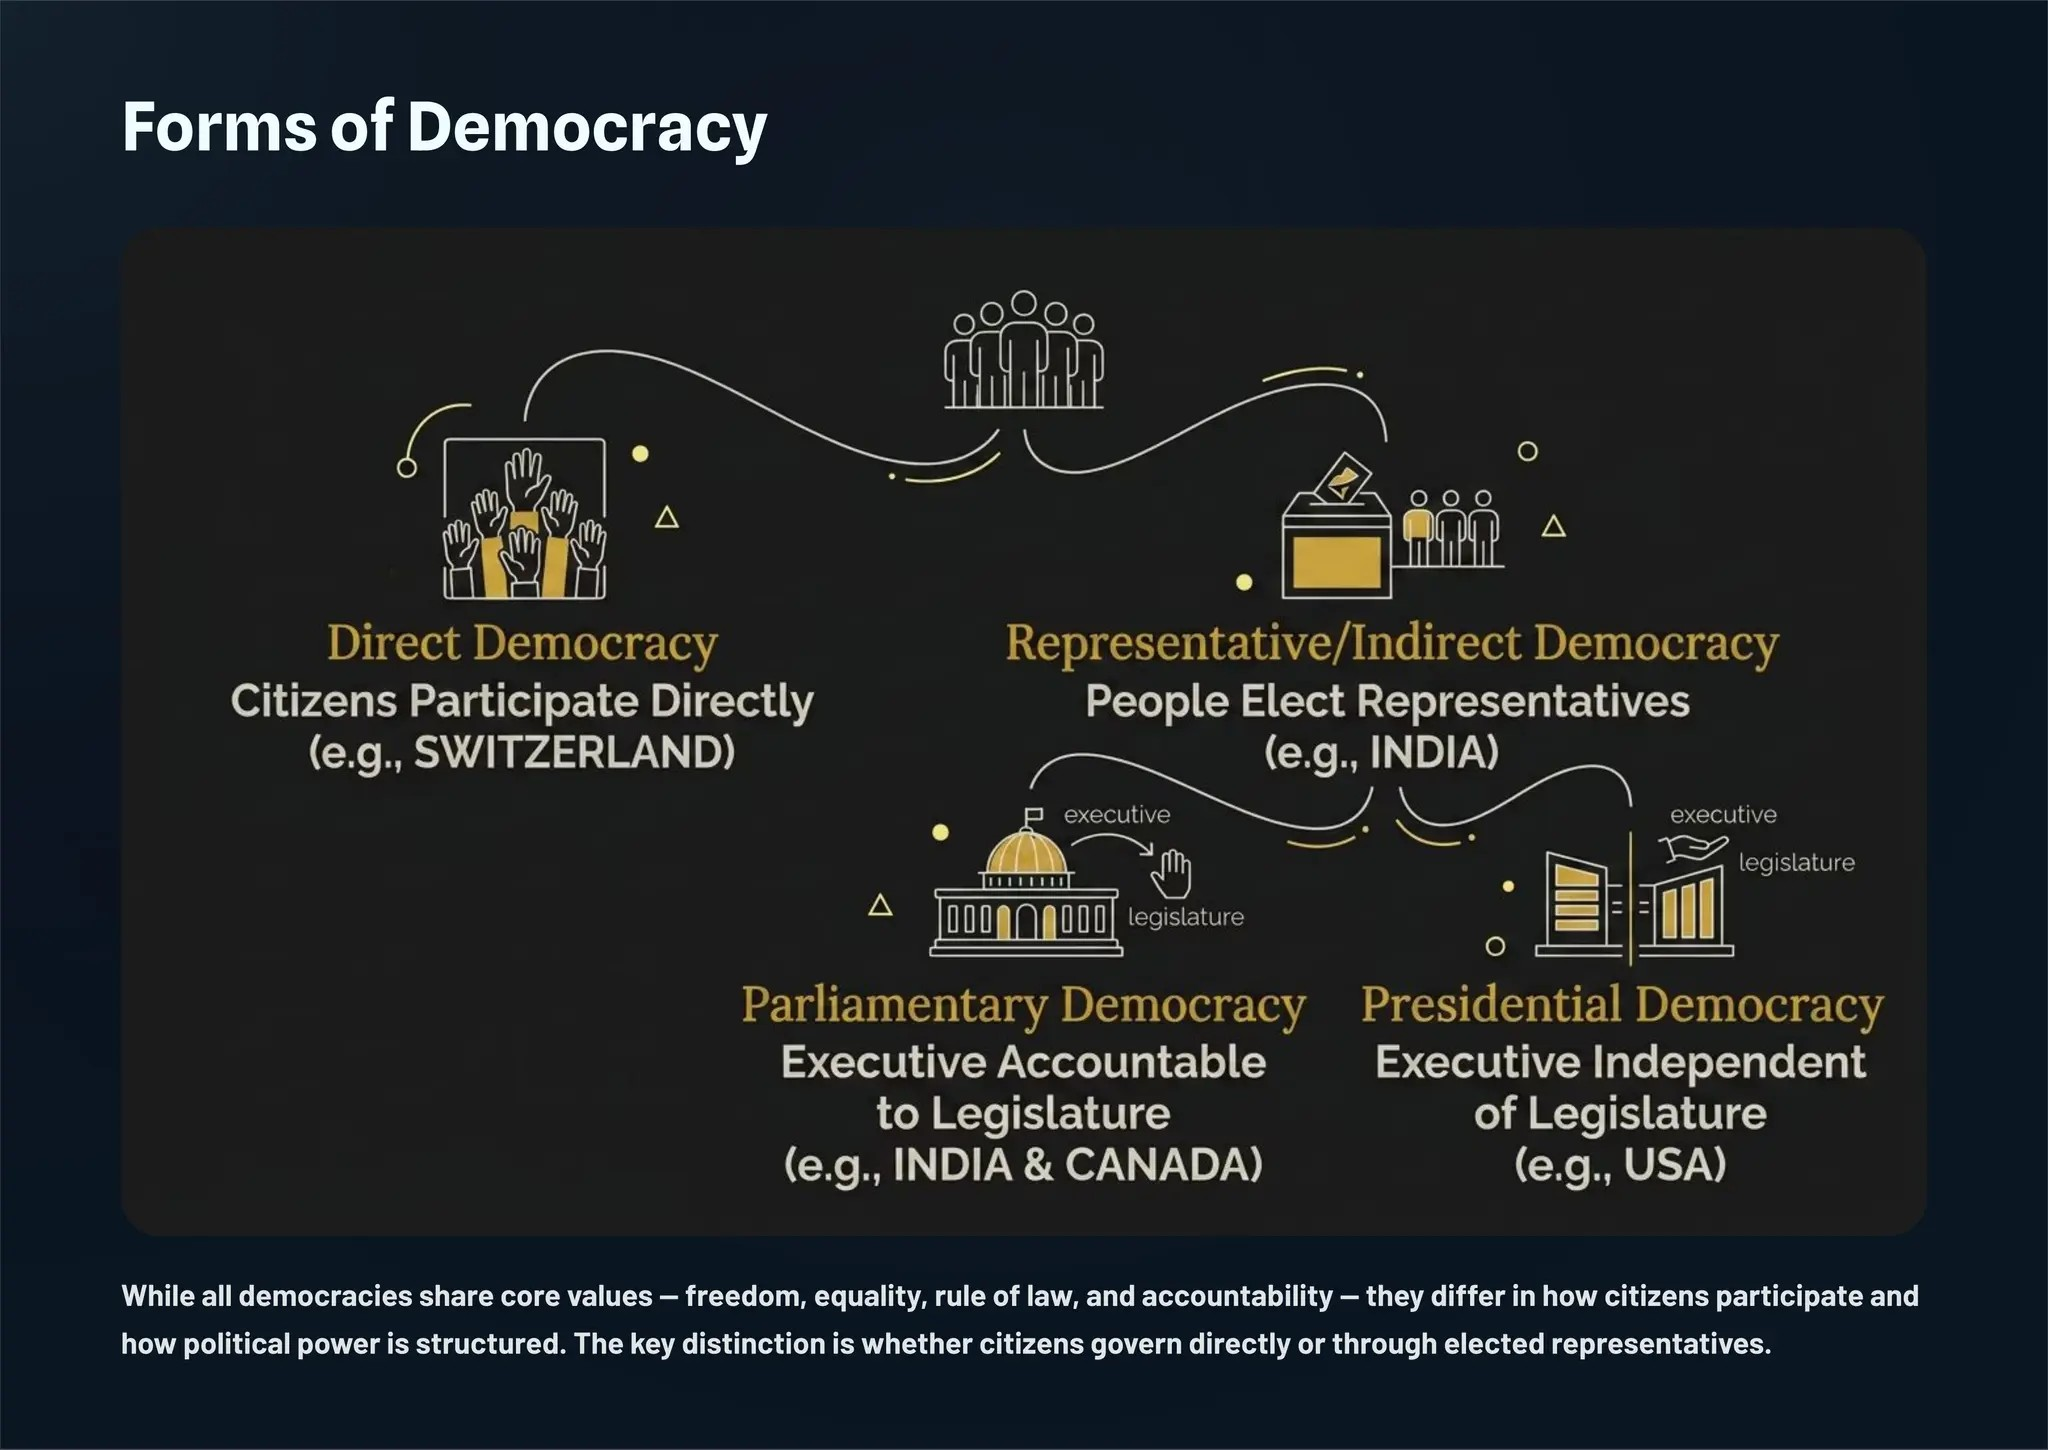 Forms of Democracy
Direct Democracy
Citizens Participate Directly
(e.g., SWITZERLAND)
Representative/Indirect Democracy
People Elect Representatives
(e.g., INDIA)
executive
legislature
Parliamentary Democracy
Executive Accountable
to Legislature
(e.g., INDIA & CANADA)
executive
legislature
Presidential Democracy
Executive Independent
of Legislature
(e.g., USA)
While all democracies share core values — freedom, equality, rule of law, and accountability — they differ in how citizens participate and
how political power is structured. The key distinction is whether citizens govern directly or through elected representatives.